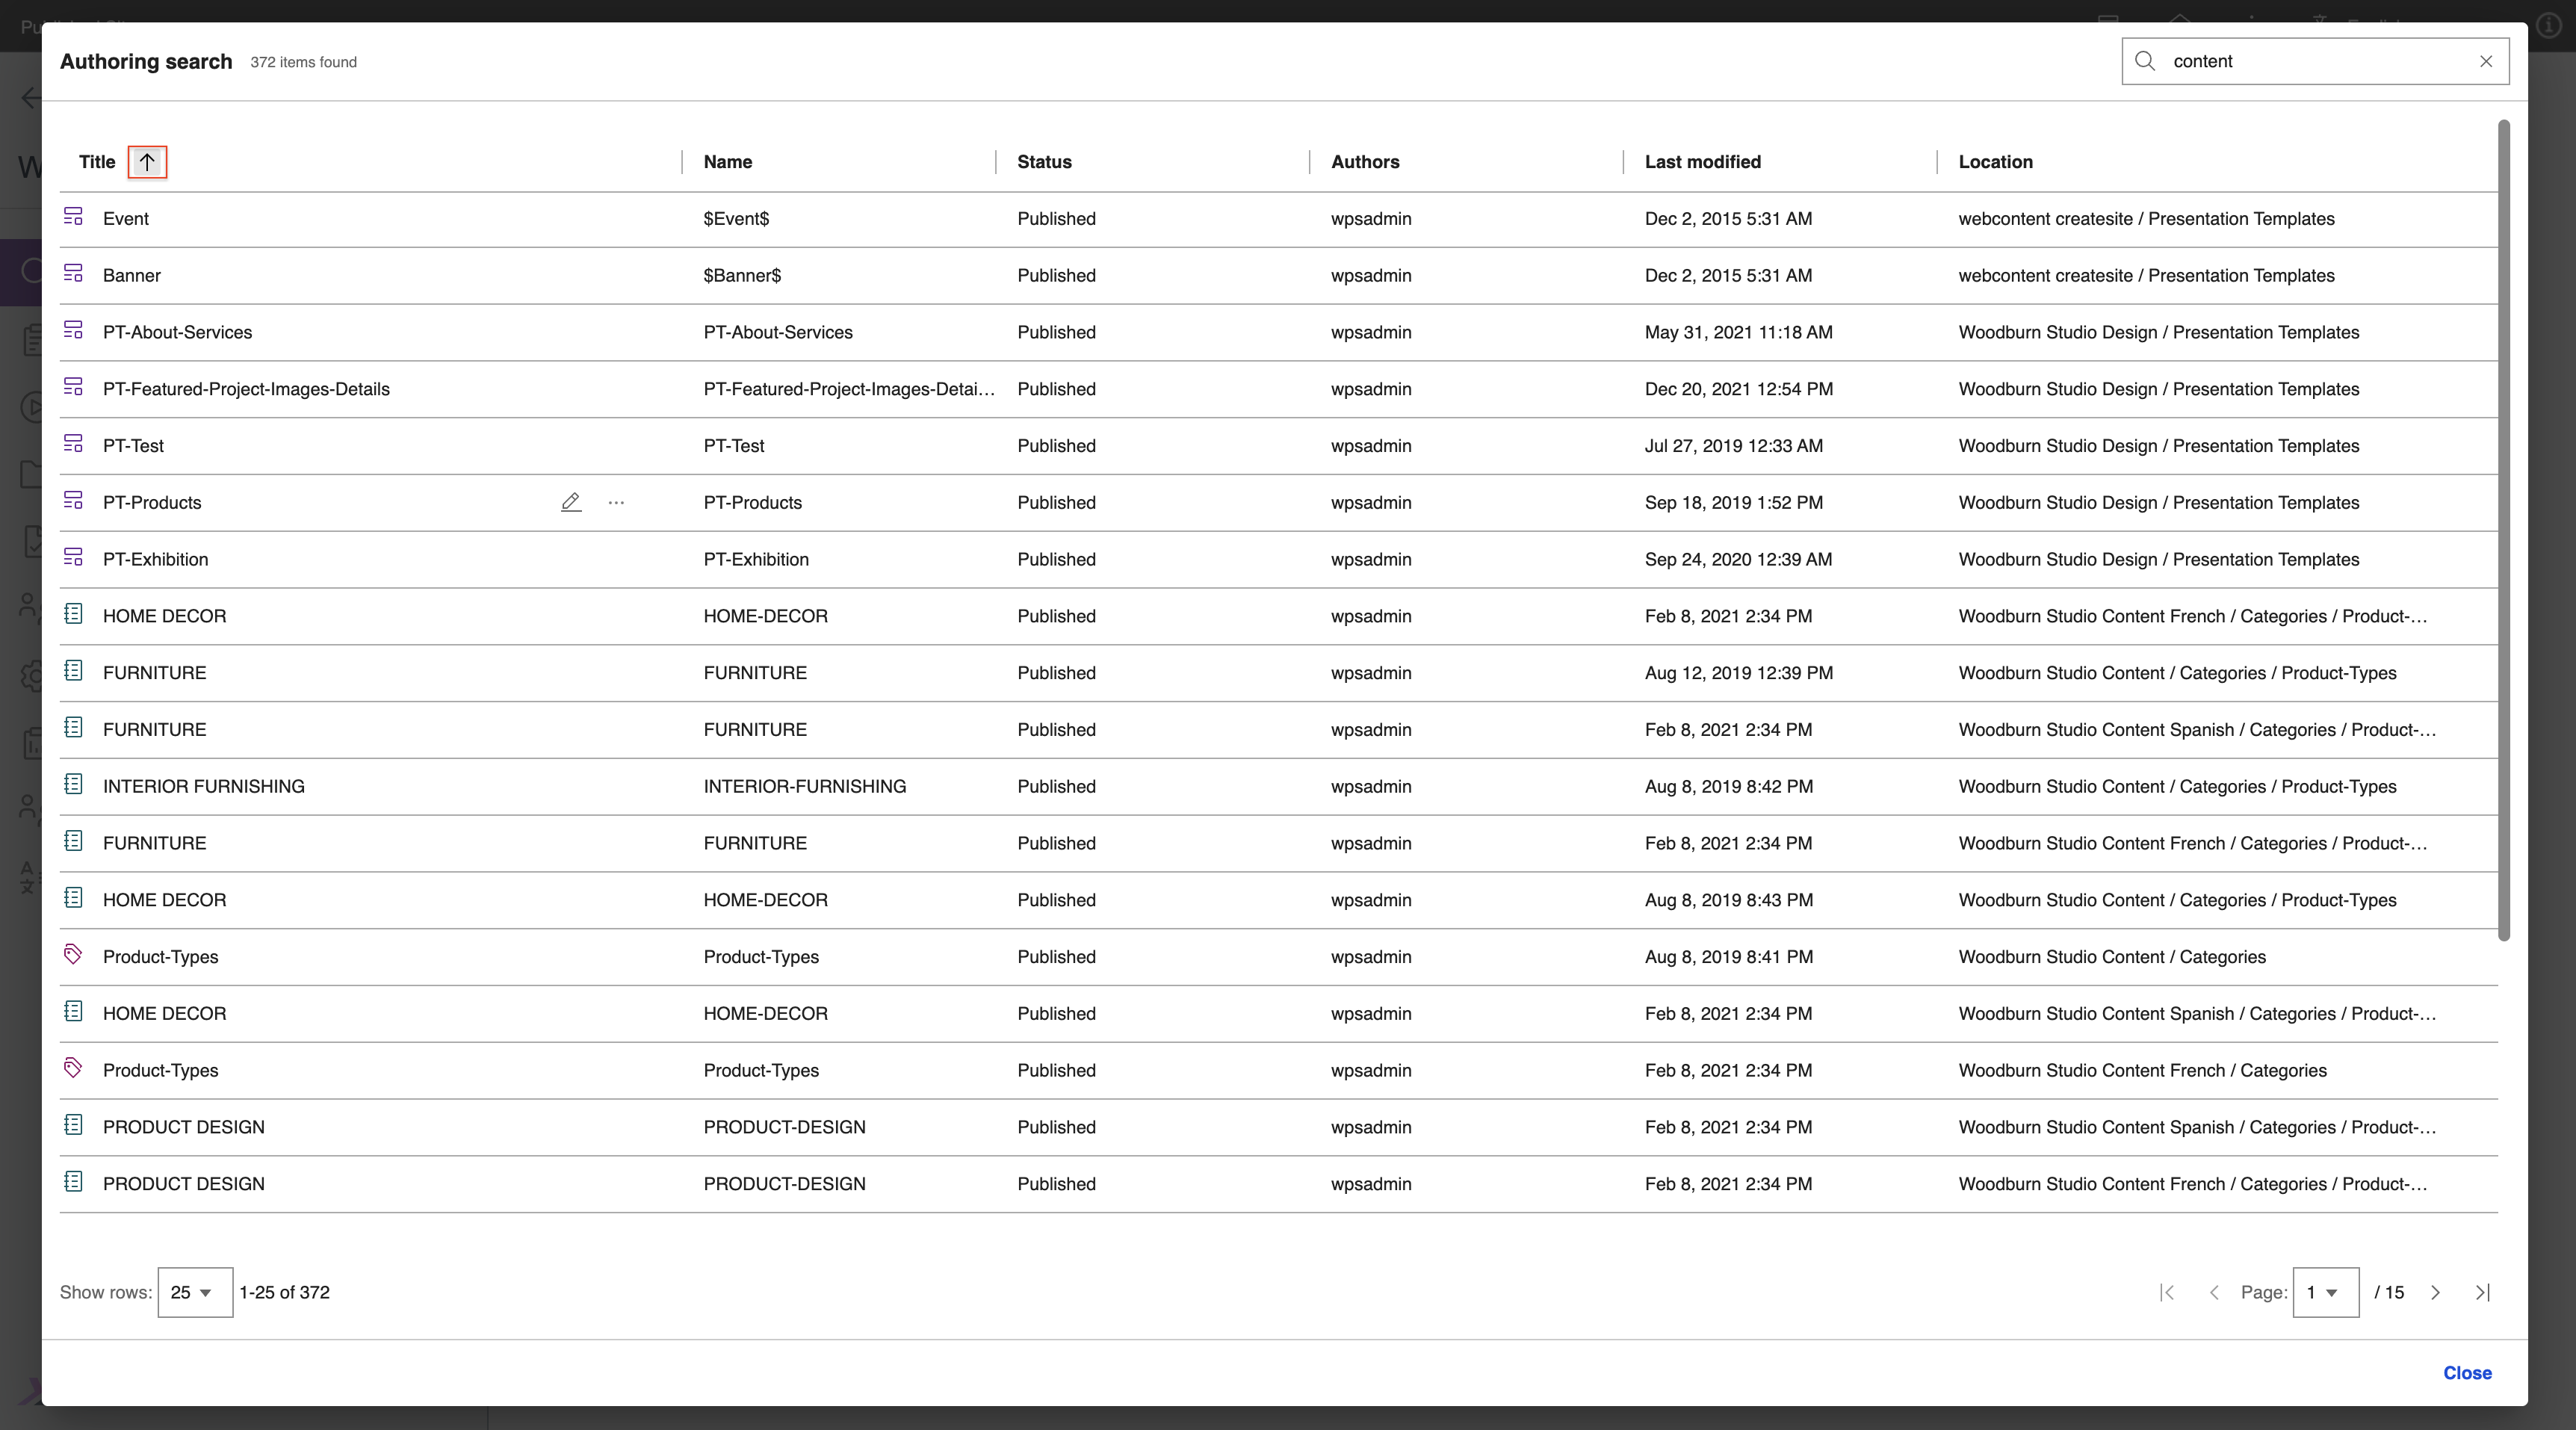 Authoring search 372 items found content
Title Name Status Authors Last modified Location
Event $Event$ Published wpsadmin Dec 2, 2015 5:31 AM webcontent createsite / Presentation Templates
Banner $Banner$ Published wpsadmin Dec 2, 2015 5:31 AM webcontent createsite / Presentation Templates
PT-About-Services PT-About-Services Published wpsadmin May 31, 2021 11:18 AM Woodburn Studio Design / Presentation Templates
PT-Featured-Project-Images-Details PT-Featured-Project-Images-Detai... Published wpsadmin Dec 20, 2021 12:54 PM Woodburn Studio Design / Presentation Templates
PT-Test PT-Test Published wpsadmin Jul 27, 2019 12:33 AM Woodburn Studio Design / Presentation Templates
PT-Products PT-Products Published wpsadmin Sep 18, 2019 1:52 PM Woodburn Studio Design / Presentation Templates
PT-Exhibition PT-Exhibition Published wpsadmin Sep 24, 2020 12:39 AM Woodburn Studio Design / Presentation Templates
HOME DECOR HOME-DECOR Published wpsadmin Feb 8, 2021 2:34 PM Woodburn Studio Content French / Categories / Product-...
FURNITURE FURNITURE Published wpsadmin Aug 12, 2019 12:39 PM Woodburn Studio Content / Categories / Product-Types
FURNITURE FURNITURE Published wpsadmin Feb 8, 2021 2:34 PM Woodburn Studio Content Spanish / Categories / Product-...
INTERIOR FURNISHING INTERIOR-FURNISHING Published wpsadmin Aug 8, 2019 8:42 PM Woodburn Studio Content / Categories / Product-Types
FURNITURE FURNITURE Published wpsadmin Feb 8, 2021 2:34 PM Woodburn Studio Content French / Categories / Product-...
HOME DECOR HOME-DECOR Published wpsadmin Aug 8, 2019 8:43 PM Woodburn Studio Content / Categories / Product-Types
Product-Types Product-Types Published wpsadmin Aug 8, 2019 8:41 PM Woodburn Studio Content / Categories
HOME DECOR HOME-DECOR Published wpsadmin Feb 8, 2021 2:34 PM Woodburn Studio Content Spanish / Categories / Product-...
Product-Types Product-Types Published wpsadmin Feb 8, 2021 2:34 PM Woodburn Studio Content French / Categories
PRODUCT DESIGN PRODUCT-DESIGN Published wpsadmin Feb 8, 2021 2:34 PM Woodburn Studio Content Spanish / Categories / Product-...
PRODUCT DESIGN PRODUCT-DESIGN Published wpsadmin Feb 8, 2021 2:34 PM Woodburn Studio Content French / Categories / Product-...
Show rows: 25 1-25 of 372 Page: 1 / 15
Close